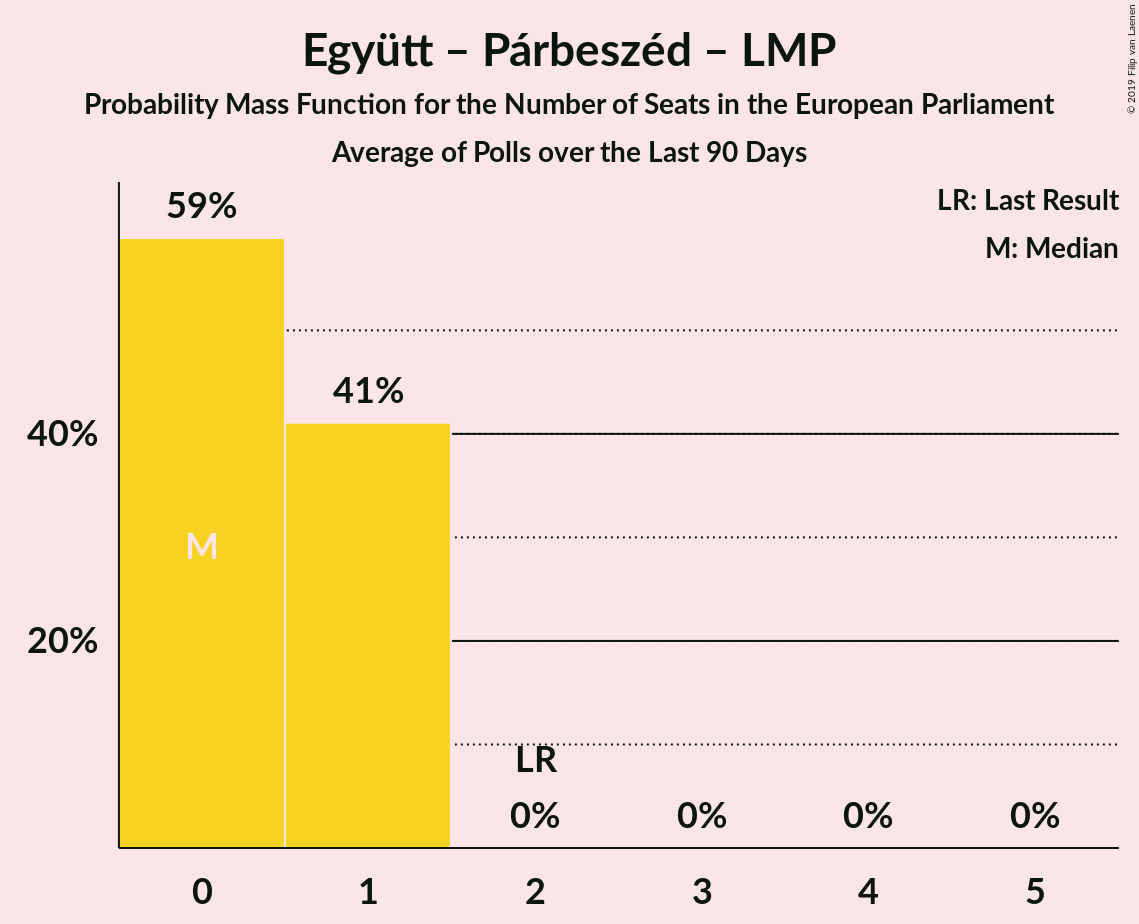 Együtt – Párbeszéd – LMP
Probability Mass Function for the Number of Seats in the European Parliament
Average of Polls over the Last 90 Days
© 2019 Filip van Laenen
LR: Last Result
M: Median
59%
41%
40%
M
20%
LR
0%
0%
0%
0%
0
1
2
3
4
5